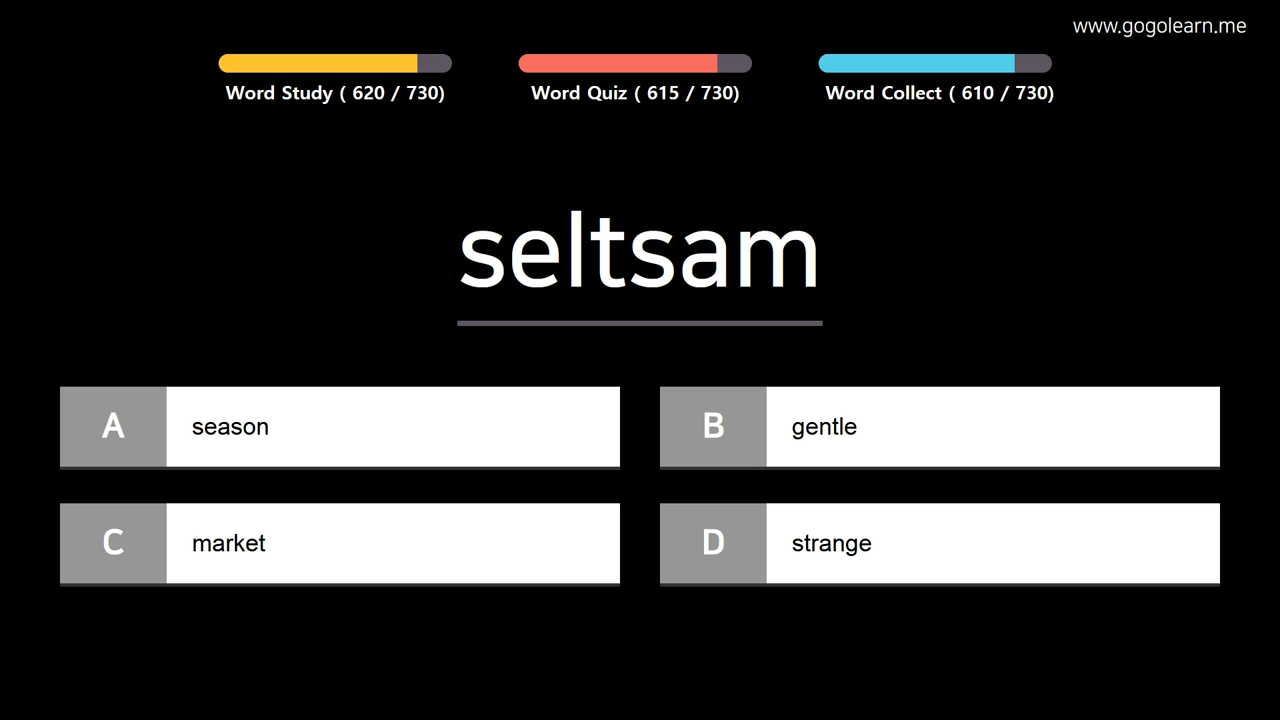 www.gogolearn.me
Word Study ( 620 / 730)
Word Quiz ( 615 / 730)
Word Collect ( 610 / 730)
seltsam
A season
B gentle
C market
D strange